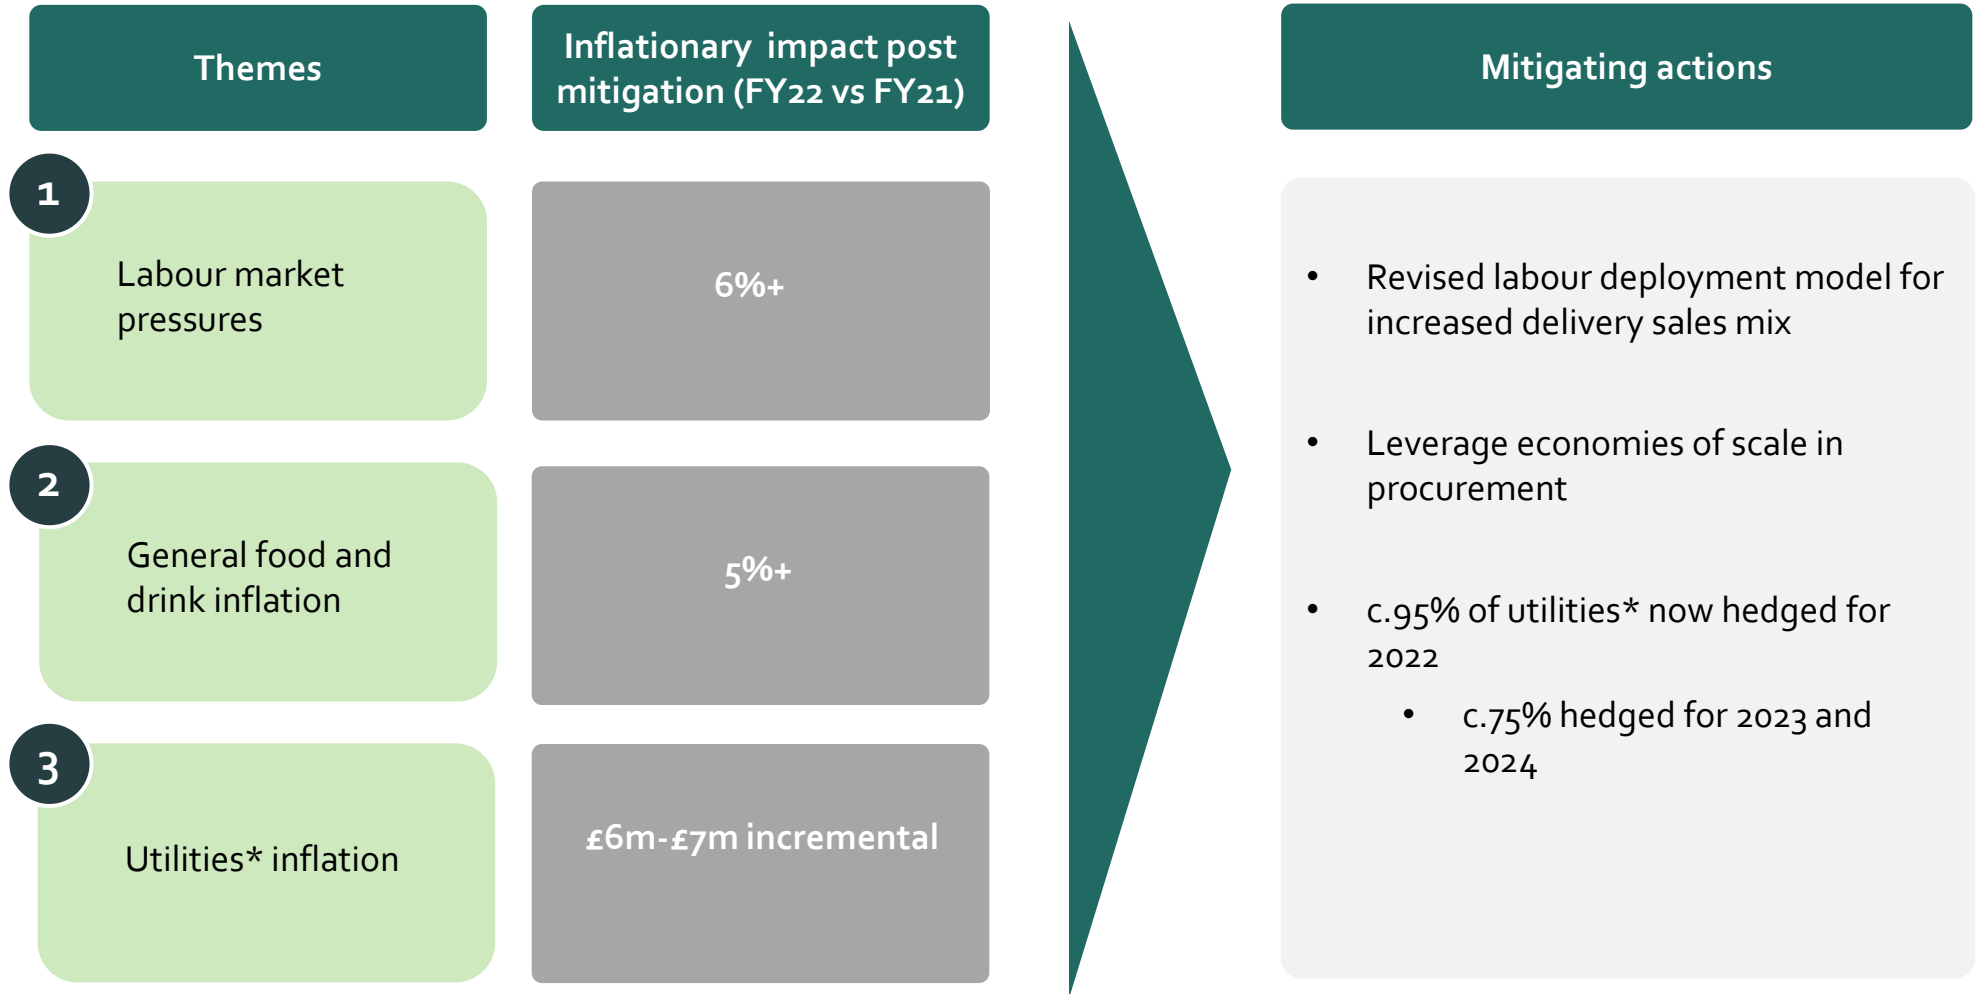 Themes
Inflationary impact post
mitigation (FY22 vs FY21)
Mitigating actions
1
Labour market
pressures
6%+
2
General food and
drink inflation
5%+
3
Utilities* inflation
£6m-£7m incremental
• Revised labour deployment model for
increased delivery sales mix
• Leverage economies of scale in
procurement
• c.95% of utilities* now hedged for
2022
• c.75% hedged for 2023 and
2024